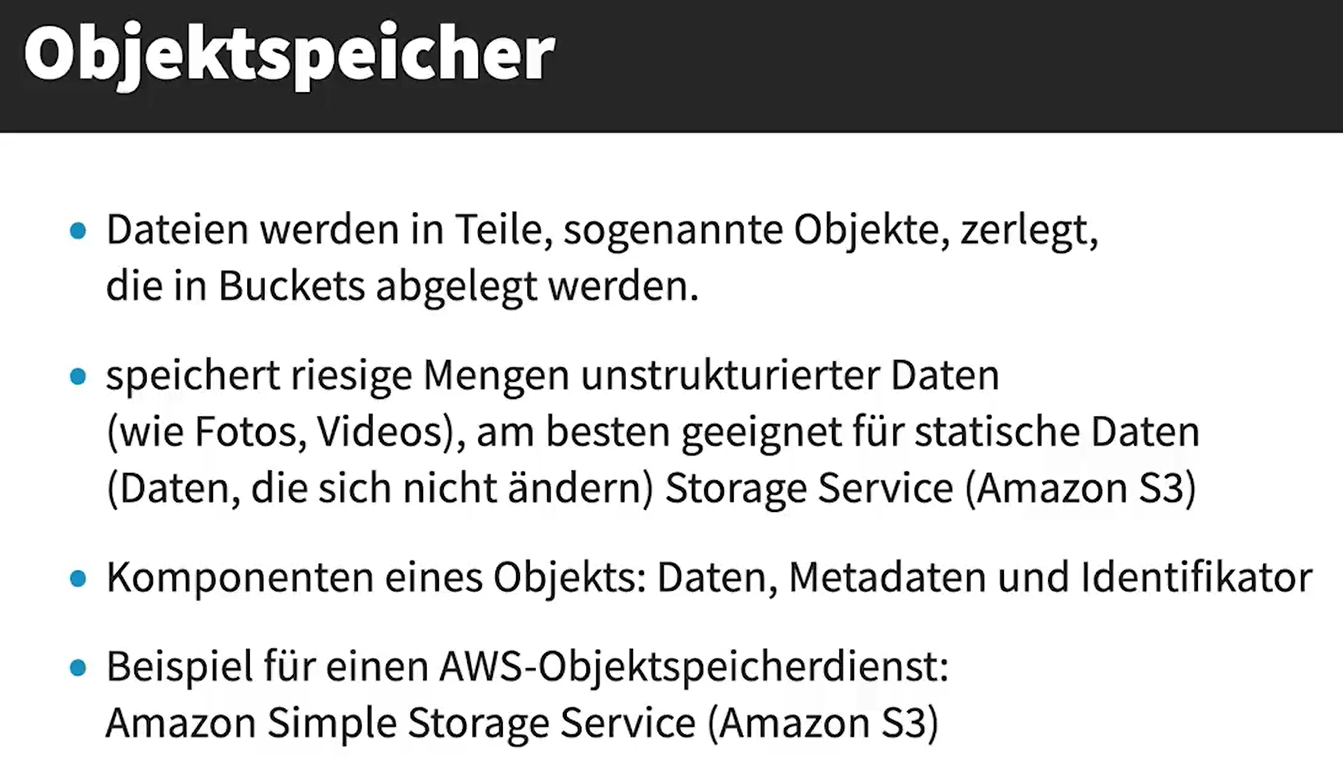 Objektspeicher
• Dateien werden in Teile, sogenannte Objekte, zerlegt,
die in Buckets abgelegt werden.
• speichert riesige Mengen unstrukturierter Daten
(wie Fotos, Videos), am besten geeignet für statische Daten
(Daten, die sich nicht ändern) Storage Service (Amazon S3)
• Komponenten eines Objekts: Daten, Metadaten und Identifikator
• Beispiel für einen AWS-Objektspeicherdienst:
Amazon Simple Storage Service (Amazon S3)